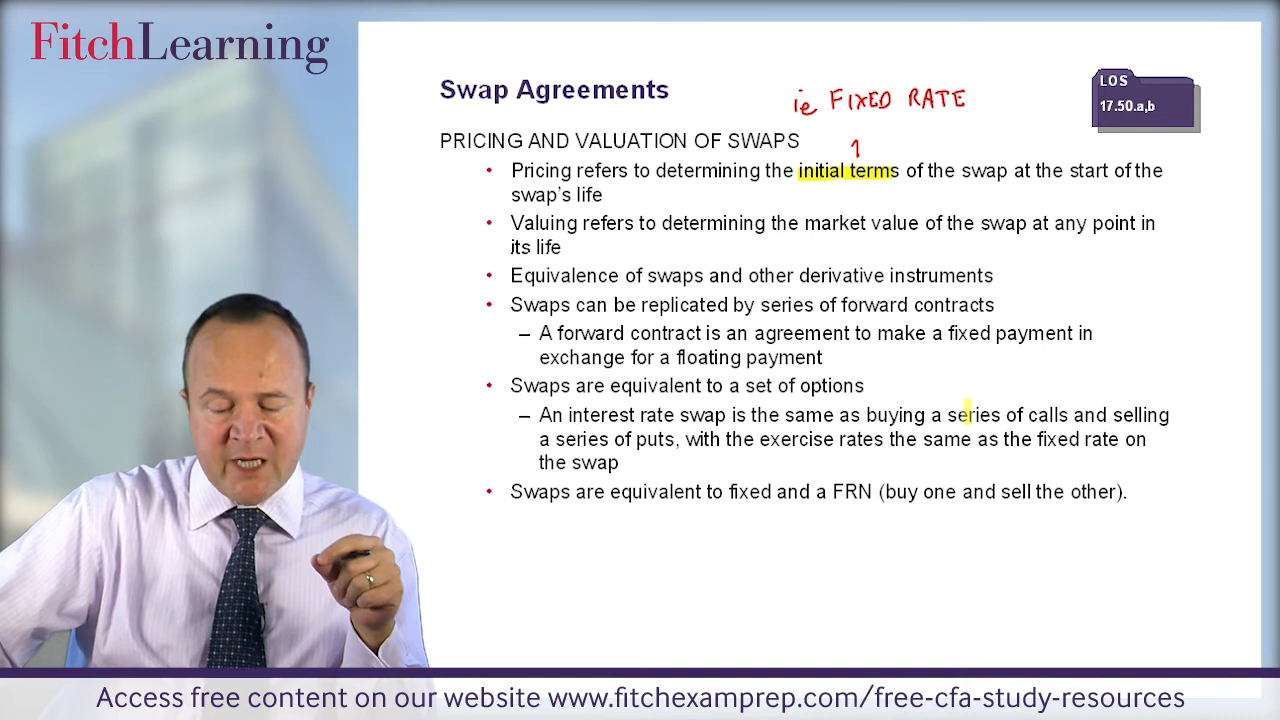 FitchLearning
Swap Agreements
ie FIXED RATE
LOS
17.50.a,b
PRICING AND VALUATION OF SWAPS
• Pricing refers to determining the initial terms of the swap at the start of the
swap's life
• Valuing refers to determining the market value of the swap at any point in
its life
• Equivalence of swaps and other derivative instruments
• Swaps can be replicated by series of forward contracts
– A forward contract is an agreement to make a fixed payment in
exchange for a floating payment
• Swaps are equivalent to a set of options
– An interest rate swap is the same as buying a series of calls and selling
a series of puts, with the exercise rates the same as the fixed rate on
the swap
• Swaps are equivalent to fixed and a FRN (buy one and sell the other).
Access free content on our website www.fitchexamprep.com/free-cfa-study-resources